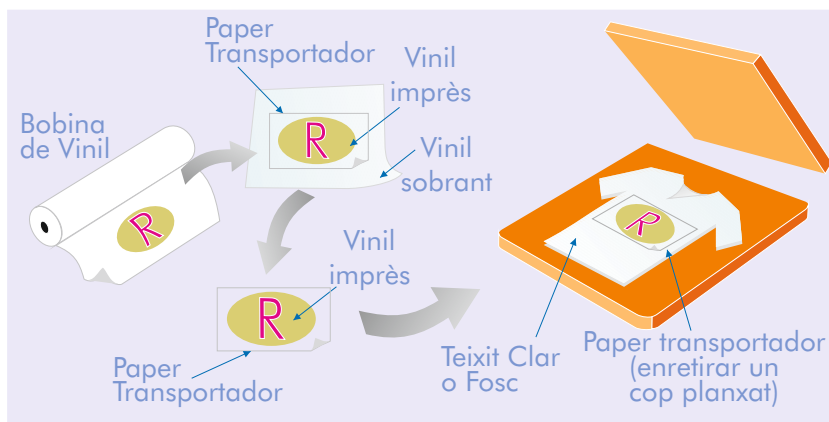 Paper
Transportador
Vinil
imprès
Bobina
de Vinil
R
Vinil
sobrant
R
R
Vinil
imprès
R
Paper
Transportador
Teixit Clar
o Fosc
Paper transportador
(enretirar un
cop planxat)